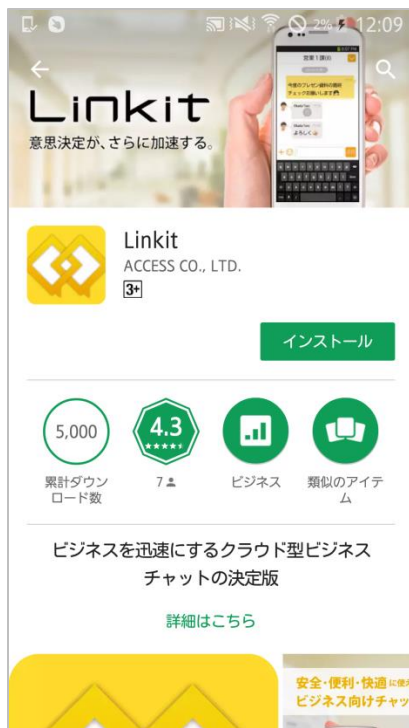 2% 12:09
Linkit
意思決定が、さらに加速する。
Linkit
ACCESS CO., LTD.
3+
インストール
5,000
4.3
累計ダウン
ロード数
7
ビジネス
類似のアイテ
ム
ビジネスを迅速にするクラウド型ビジネス
チャットの決定版
詳細はこちら
安全・便利・快適に使え
ビジネス向けチャッ